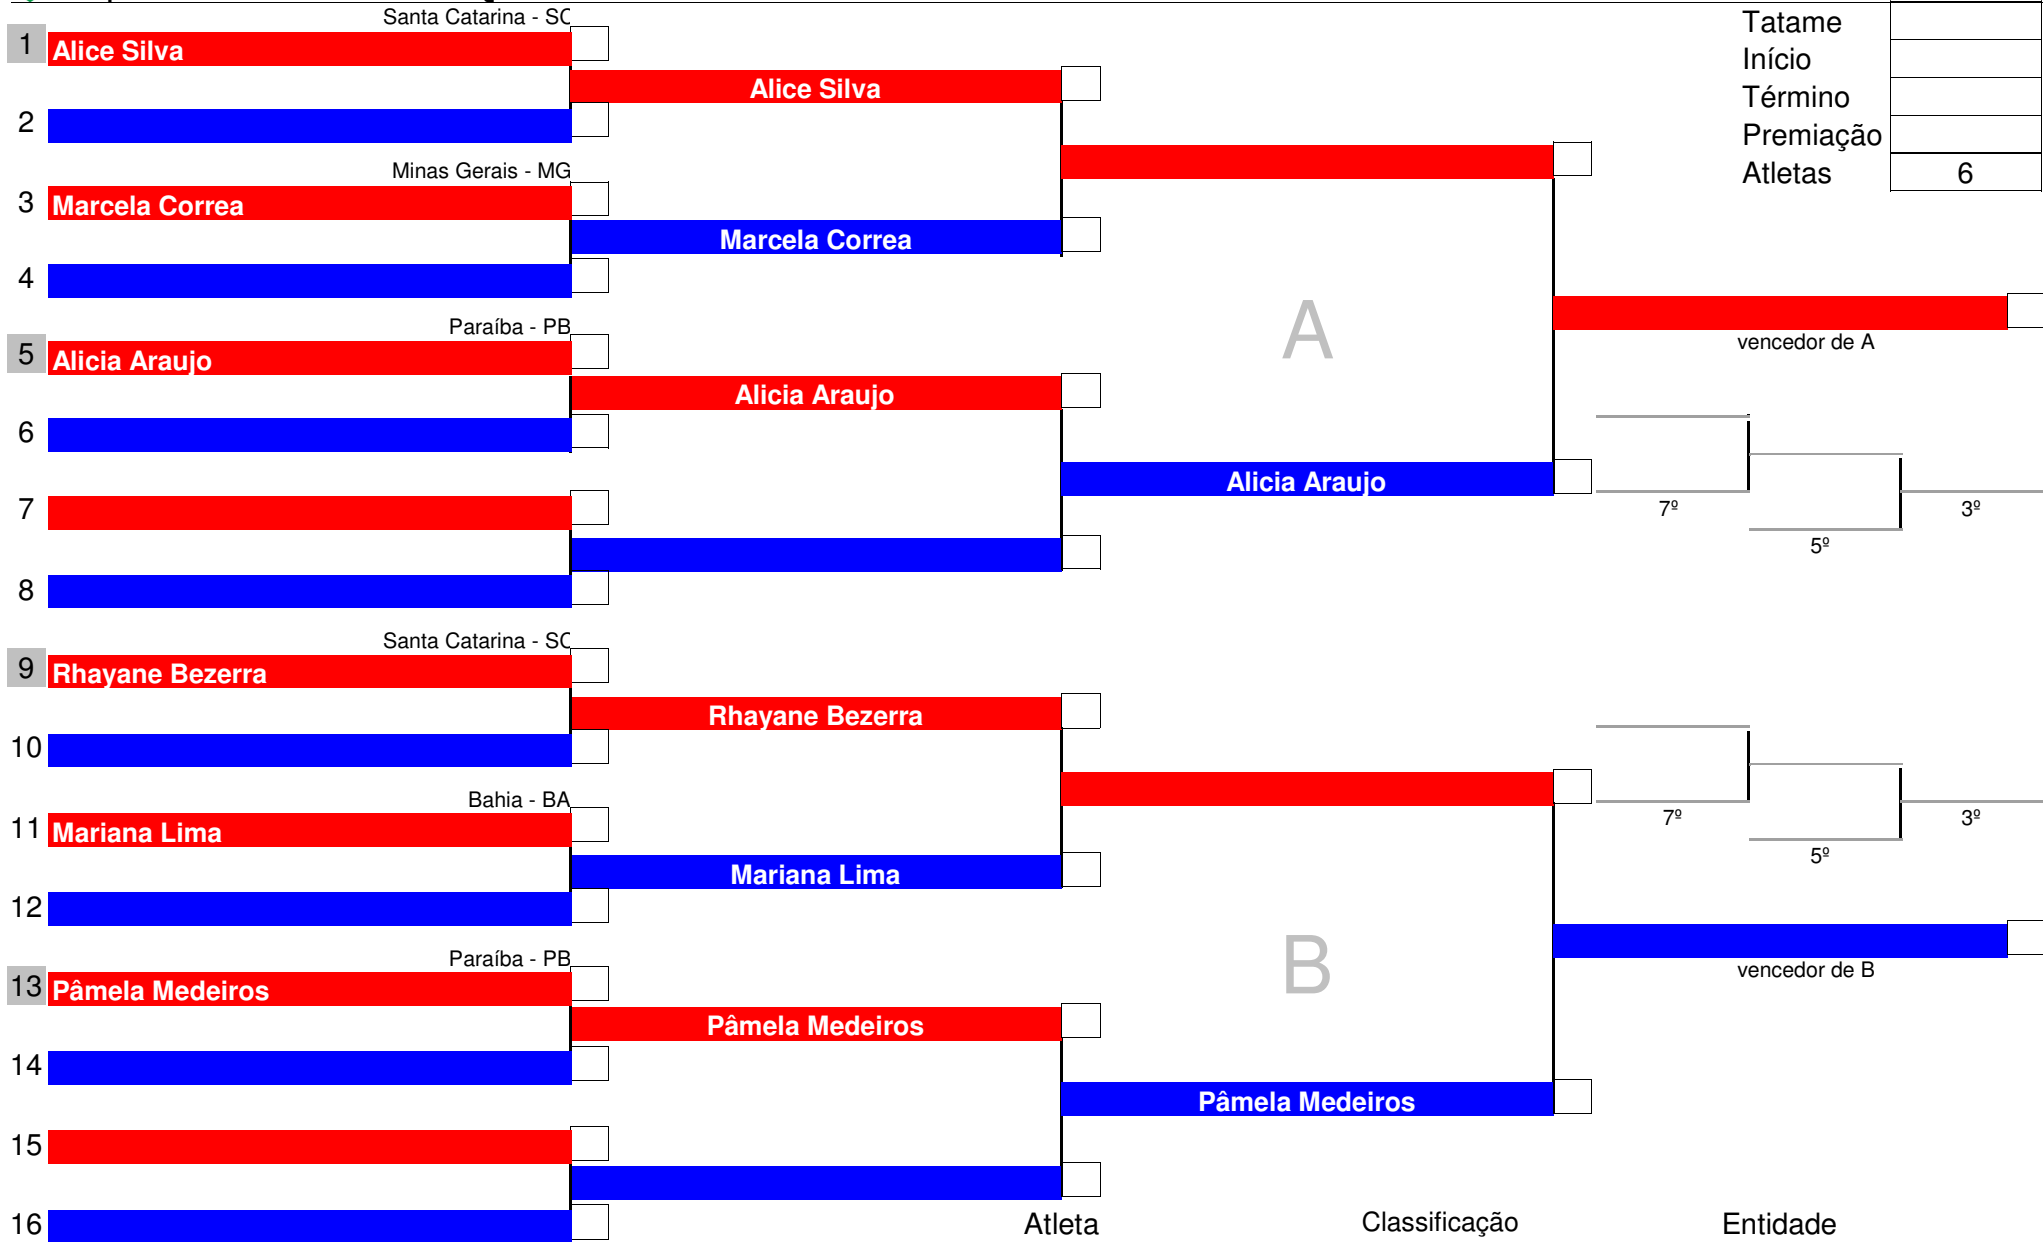 Santa Catarina - SC
1 Alice Silva
Alice Silva
2
Minas Gerais - MG
3 Marcela Correa
Marcela Correa
4
Paraíba - PB
5 Alicia Araujo
Alicia Araujo
6
Alicia Araujo
7
8
Santa Catarina - SC
9 Rhayane Bezerra
Rhayane Bezerra
10
Bahia - BA
11 Mariana Lima
Mariana Lima
12
Paraíba - PB
13 Pâmela Medeiros
Pâmela Medeiros
14
Pâmela Medeiros
15
16
A
B
Tatame
Início
Término
Premiação
Atletas 6
vencedor de A
7º
3º
5º
7º
3º
5º
vencedor de B
Atleta Classificação Entidade